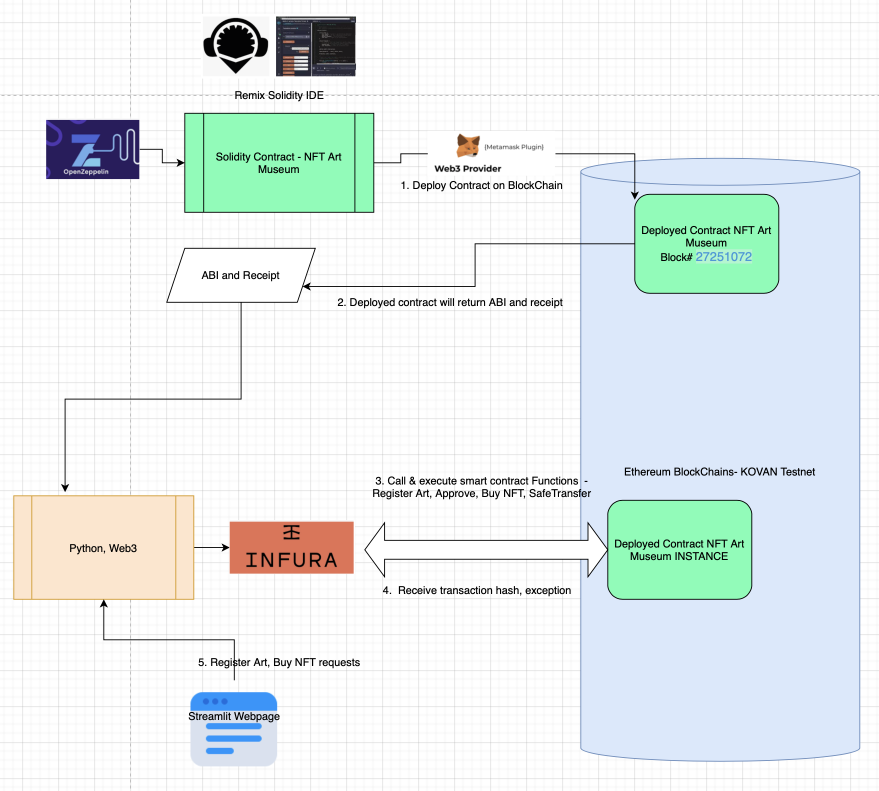 Remix Solidity IDE
OpenZeppelin
Solidity Contract - NFT Art
Museum
(Metamask Plugin)
Web3 Provider
1. Deploy Contract on BlockChain
Deployed Contract NFT Art
Museum
Block# 27251072
ABI and Receipt
2. Deployed contract will return ABI and receipt
Ethereum BlockChains- KOVAN Testnet
3. Call & execute smart contract Functions -
Register Art, Approve, Buy NFT, SafeTransfer
Python, Web3
INFURA
Deployed Contract NFT Art
Museum INSTANCE
4. Receive transaction hash, exception
5. Register Art, Buy NFT requests
Streamlit Webpage